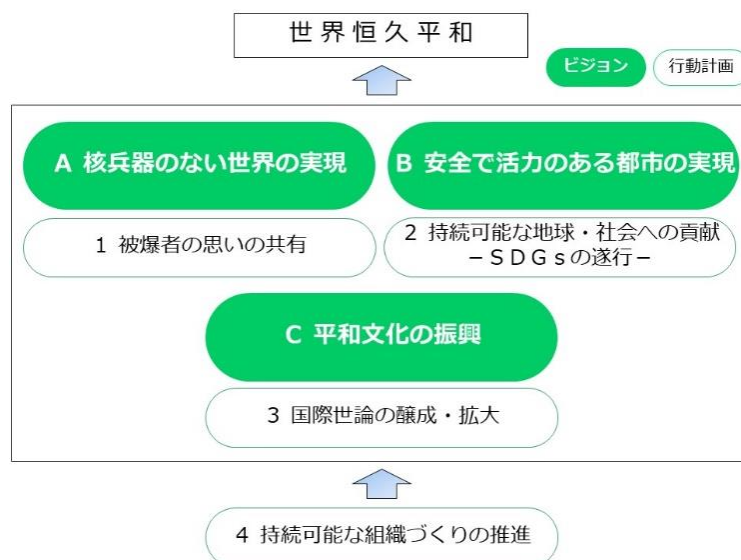 世界恒久平和
ビジョン
行動計画
A 核兵器のない世界の実現
B 安全で活力のある都市の実現
1 被爆者の思いの共有
2 持続可能な地球・社会への貢献
－ＳＤＧｓの遂行－
C 平和文化の振興
3 国際世論の醸成・拡大
4 持続可能な組織づくりの推進